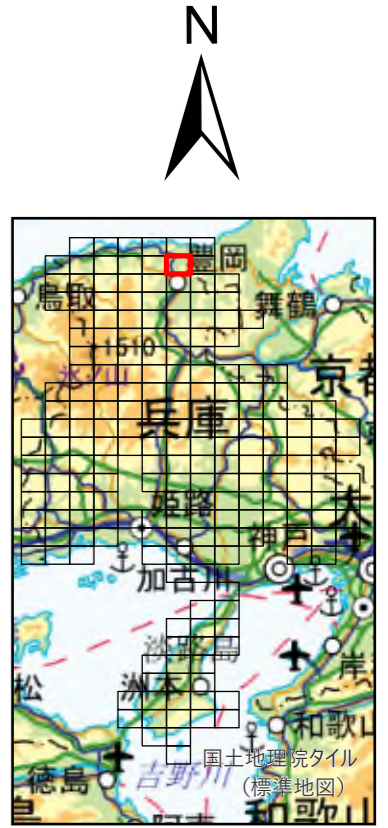 N
豊岡
鳥取
舞鶴
1510
氷ノ山
京都
兵庫
姫路
大
神戸
加古川
淡路島
松
洲本
岸
和歌山
国土地理院タイル
(標準地図)
徳島
吉野川
和歌山